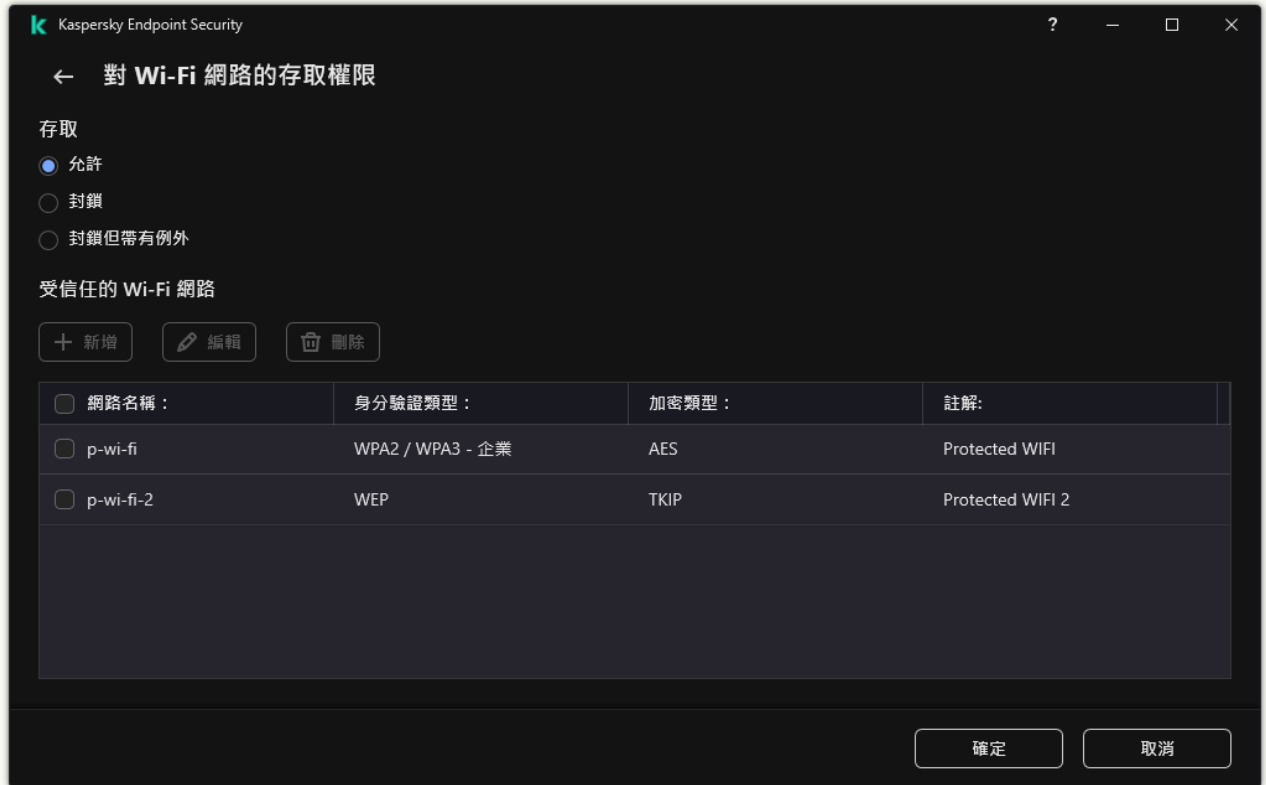 Kaspersky Endpoint Security ?
← 對 Wi-Fi 網路的存取權限
存取
允許
封鎖
封鎖但帶有例外
受信任的 Wi-Fi 網路
新增 編輯 刪除
網路名稱： 身分驗證類型： 加密類型： 註解:
p-wi-fi WPA2 / WPA3 - 企業 AES Protected WIFI
p-wi-fi-2 WEP TKIP Protected WIFI 2
確定 取消